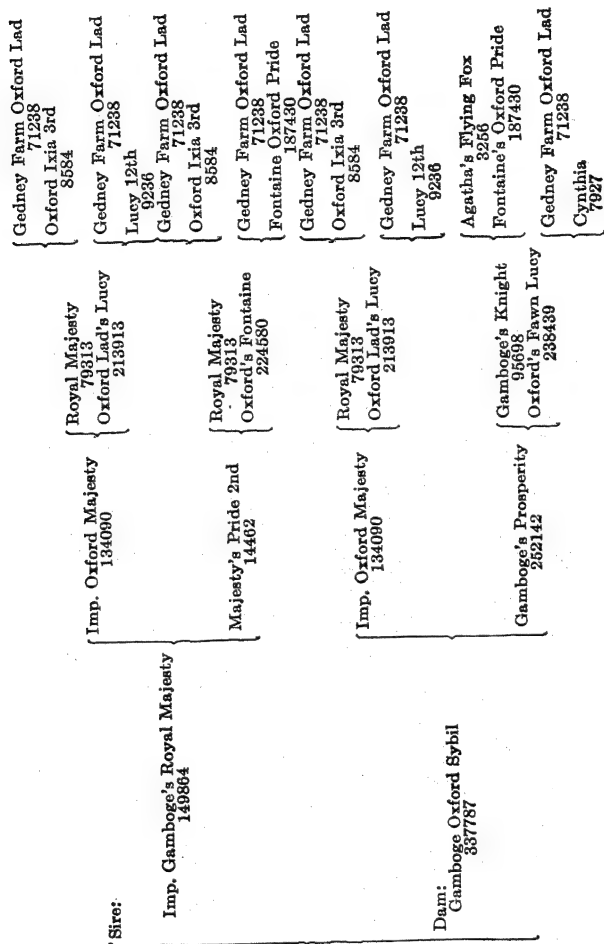 Sire:
Imp. Gamboge's Royal Majesty
149864
Dam:
Gamboge Oxford Sybil
337787
Imp. Oxford Majesty
134090
Majesty's Pride 2nd
14462
Imp. Oxford Majesty
134090
Gamboge's Prosperity
252142
Royal Majesty
79313
Oxford Lad's Lucy
213913
Royal Majesty
79313
Oxford's Fontaine
224580
Royal Majesty
79313
Oxford Lad's Lucy
213913
Gamboge's Knight
95698
Oxford's Fawn Lucy
238439
Gedney Farm Oxford Lad
71238
Oxford Ixia 3rd
8584
Gedney Farm Oxford Lad
71238
Lucy 12th
9236
Gedney Farm Oxford Lad
71238
Oxford Ixia 3rd
8584
Gedney Farm Oxford Lad
71238
Fontaine Oxford Pride
187430
Gedney Farm Oxford Lad
71238
Oxford Ixia 3rd
8584
Gedney Farm Oxford Lad
71238
Lucy 12th
9236
Agatha's Flying Fox
3256
Fontaine's Oxford Pride
187430
Gedney Farm Oxford Lad
71238
Cynthia
7927